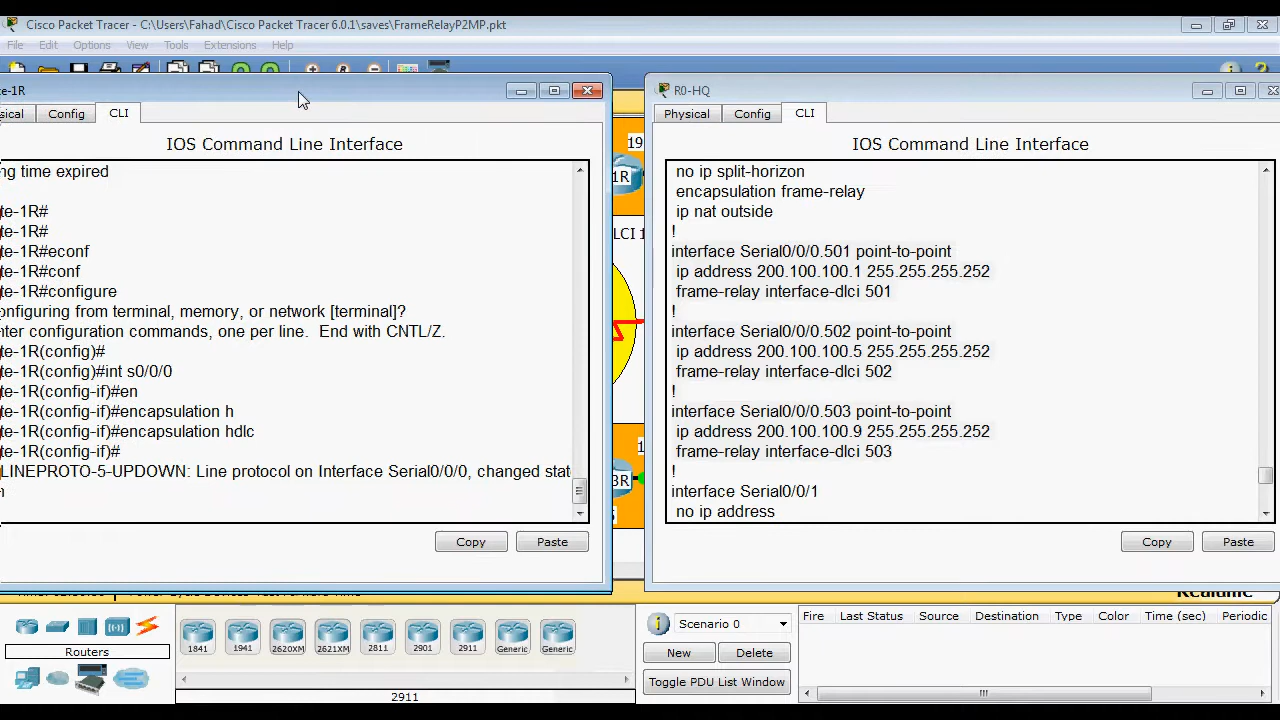 Cisco Packet Tracer - C:\Users\Fahad\Cisco Packet Tracer 6.0.1\saves\FrameRelayP2MP.pkt
File Edit Options View Tools Extensions Help
te-1R
sical Config CLI
IOS Command Line Interface
ng time expired
te-1R#
te-1R#
te-1R#econf
te-1R#conf
te-1R#configure
onfiguring from terminal, memory, or network [terminal]?
nter configuration commands, one per line. End with CNTL/Z.
te-1R(config)#
te-1R(config)#int s0/0/0
te-1R(config-if)#en
te-1R(config-if)#encapsulation h
te-1R(config-if)#encapsulation hdlc
te-1R(config-if)#
LINEPROTO-5-UPDOWN: Line protocol on Interface Serial0/0/0, changed stat
n
Copy Paste
19
1R
LCI 1
1
3R
R0-HQ
Physical Config CLI
IOS Command Line Interface
no ip split-horizon
encapsulation frame-relay
ip nat outside
!
interface Serial0/0/0.501 point-to-point
ip address 200.100.100.1 255.255.255.252
frame-relay interface-dlci 501
!
interface Serial0/0/0.502 point-to-point
ip address 200.100.100.5 255.255.255.252
frame-relay interface-dlci 502
!
interface Serial0/0/0.503 point-to-point
ip address 200.100.100.9 255.255.255.252
frame-relay interface-dlci 503
!
interface Serial0/0/1
no ip address
Copy Paste
Realtime
1841 1941 2620XM 2621XM 2811 2901 2911 Generic Generic
Routers
2911
Scenario 0
New Delete
Toggle PDU List Window
Fire Last Status Source Destination Type Color Time (sec) Periodic